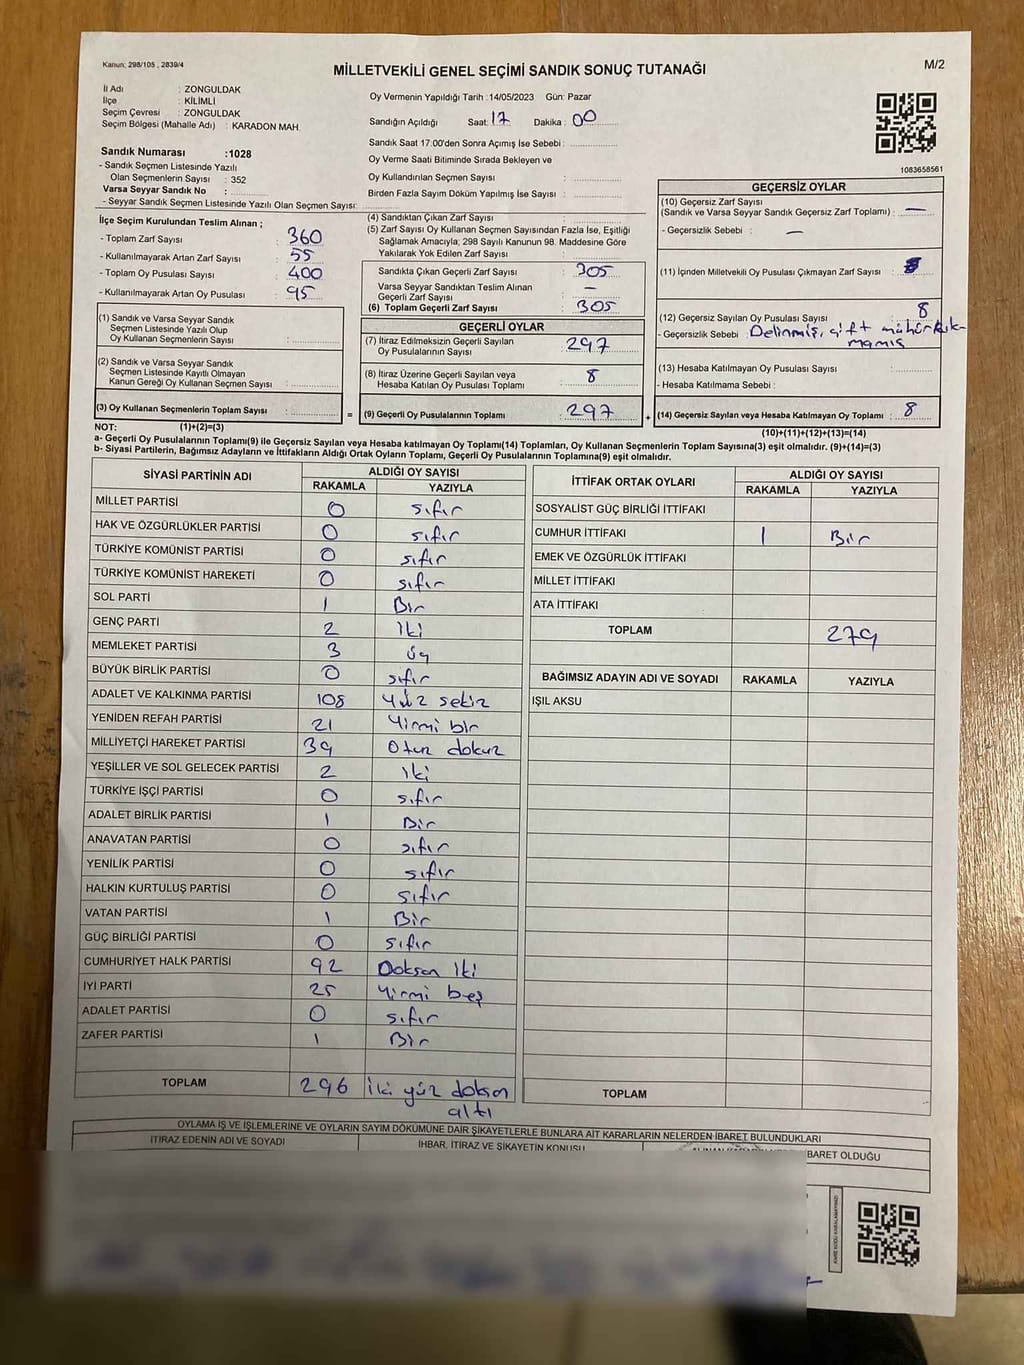 Kanun: 298/105 , 2839/4
MİLLETVEKİLİ GENEL SEÇİMİ SANDIK SONUÇ TUTANAĞI
M/2
İl Adı : ZONGULDAK
İlçe : KİLİMLİ
Seçim Çevresi : ZONGULDAK
Seçim Bölgesi (Mahalle Adı) : KARADON MAH.
Sandık Numarası :1028
- Sandık Seçmen Listesinde Yazılı
Olan Seçmenlerin Sayısı : 352
Varsa Seyyar Sandık No :
- Seyyar Sandık Seçmen Listesinde Yazılı Olan Seçmen Sayısı:
Oy Vermenin Yapıldığı Tarih :14/05/2023 Gün: Pazar
Sandığın Açıldığı Saat: 17 Dakika : 00
Sandık Saat 17:00'den Sonra Açımış İse Sebebi :
Oy Verme Saati Bitiminde Sırada Bekleyen ve
Oy Kullandırılan Seçmen Sayısı :
Birden Fazla Sayım Döküm Yapılmış İse Sayısı :
1083658561
İlçe Seçim Kurulundan Teslim Alınan ;
- Toplam Zarf Sayısı : 360
- Kullanılmayarak Artan Zarf Sayısı : 55
- Toplam Oy Pusulası Sayısı : 400
- Kullanılmayarak Artan Oy Pusulası : 95
(1) Sandık ve Varsa Seyyar Sandık
Seçmen Listesinde Yazılı Olup
Oy Kullanan Seçmenlerin Sayısı :
(2) Sandık ve Varsa Seyyar Sandık
Seçmen Listesinde Kayıtlı Olmayan
Kanun Gereği Oy Kullanan Seçmen Sayısı :
(3) Oy Kullanan Seçmenlerin Toplam Sayısı :
(1)+(2)=(3)
(4) Sandıktan Çıkan Zarf Sayısı :
(5) Zarf Sayısı Oy Kullanan Seçmen Sayısından Fazla İse, Eşitliği
Sağlamak Amacıyla; 298 Sayılı Kanunun 98. Maddesine Göre
Yakılarak Yok Edilen Zarf Sayısı :
Sandıkta Çıkan Geçerli Zarf Sayısı : 305
Varsa Seyyar Sandıktan Teslim Alınan
Geçerli Zarf Sayısı : –
(6) Toplam Geçerli Zarf Sayısı : 305
GEÇERLİ OYLAR
(7) İtiraz Edilmeksizin Geçerli Sayılan
Oy Pusulalarının Sayısı : 297
(8) İtiraz Üzerine Geçerli Sayılan veya
Hesaba Katılan Oy Pusulası Toplamı : 8
= (9) Geçerli Oy Pusulalarının Toplamı : 297 +
GEÇERSİZ OYLAR
(10) Geçersiz Zarf Sayısı
(Sandık ve Varsa Seyyar Sandık Geçersiz Zarf Toplamı) : –
- Geçersizlik Sebebi : –
(11) İçinden Milletvekili Oy Pusulası Çıkmayan Zarf Sayısı :
(12) Geçersiz Sayılan Oy Pusulası Sayısı : 8
- Geçersizlik Sebebi : Delinmiş, çift mühür, çık-
mamış
(13) Hesaba Katılmayan Oy Pusulası Sayısı :
- Hesaba Katılmama Sebebi :
(14) Geçersiz Sayılan veya Hesaba Katılmayan Oy Toplamı : 8
(10)+(11)+(12)+(13)=(14)
NOT:
a- Geçerli Oy Pusulalarının Toplamı(9) ile Geçersiz Sayılan veya Hesaba katılmayan Oy Toplamı(14) Toplamları, Oy Kullanan Seçmenlerin Toplam Sayısına(3) eşit olmalıdır. (9)+(14)=(3)
b- Siyasi Partilerin, Bağımsız Adayların ve İttifakların Aldığı Ortak Oyların Toplamı, Geçerli Oy Pusulalarının Toplamına(9) eşit olmalıdır.
SİYASİ PARTİNİN ADI ALDIĞI OY SAYISI
RAKAMLA YAZIYLA
MİLLET PARTİSİ 0 sıfır
HAK VE ÖZGÜRLÜKLER PARTİSİ 0 sıfır
TÜRKİYE KOMÜNİST PARTİSİ 0 sıfır
TÜRKİYE KOMÜNİST HAREKETİ 0 sıfır
SOL PARTİ 1 Bir
GENÇ PARTİ 2 iki
MEMLEKET PARTİSİ 3 üç
BÜYÜK BİRLİK PARTİSİ 0 sıfır
ADALET VE KALKINMA PARTİSİ 108 Yüz sekiz
YENİDEN REFAH PARTİSİ 21 Yirmi bir
MİLLİYETÇİ HAREKET PARTİSİ 39 Otuz dokuz
YEŞİLLER VE SOL GELECEK PARTİSİ 2 iki
TÜRKİYE İŞÇİ PARTİSİ 0 sıfır
ADALET BİRLİK PARTİSİ 1 Bir
ANAVATAN PARTİSİ 0 sıfır
YENİLİK PARTİSİ 0 sıfır
HALKIN KURTULUŞ PARTİSİ 0 sıfır
VATAN PARTİSİ 1 Bir
GÜÇ BİRLİĞİ PARTİSİ 0 sıfır
CUMHURİYET HALK PARTİSİ 92 Doksan iki
İYİ PARTİ 25 Yirmi beş
ADALET PARTİSİ 0 sıfır
ZAFER PARTİSİ 1 Bir
TOPLAM 296 iki yüz doksan
altı
İTTİFAK ORTAK OYLARI ALDIĞI OY SAYISI
RAKAMLA YAZIYLA
SOSYALİST GÜÇ BİRLİĞİ İTTİFAKI
CUMHUR İTTİFAKI 1 Bir
EMEK VE ÖZGÜRLÜK İTTİFAKI
MİLLET İTTİFAKI
ATA İTTİFAKI
TOPLAM 279
BAĞIMSIZ ADAYIN ADI VE SOYADI RAKAMLA YAZIYLA
IŞIL AKSU
TOPLAM
OYLAMA İŞ VE İŞLEMLERİNE VE OYLARIN SAYIM DÖKÜMÜNE DAİR ŞİKAYETLERLE BUNLARA AİT KARARLARIN NELERDEN İBARET BULUNDUKLARI
İTİRAZ EDENİN ADI VE SOYADI İHBAR, İTİRAZ VE ŞİKAYETİN KONUSU BARET OLDUĞU